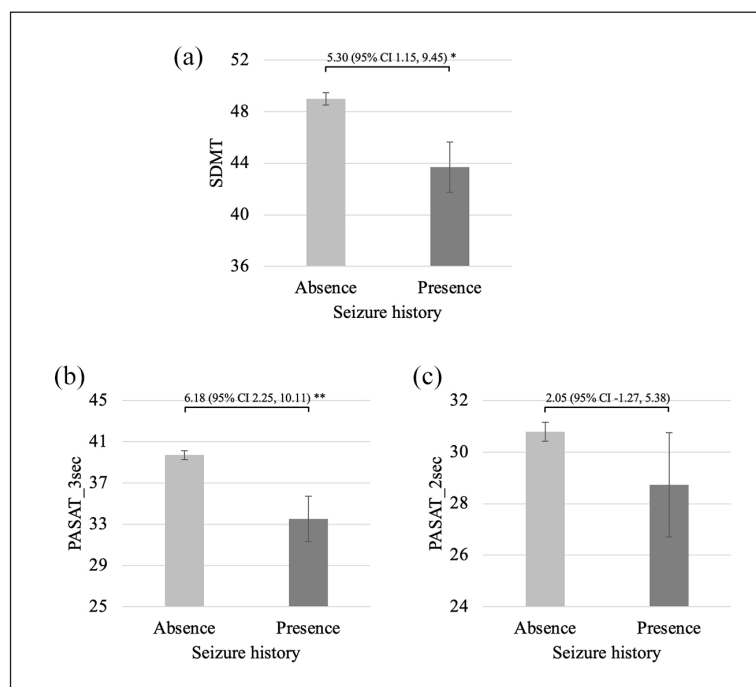 (a)
5.30 (95% CI 1.15, 9.45) *
52
48
44
40
36
SDMT
Absence Presence
Seizure history
(b)
6.18 (95% CI 2.25, 10.11) **
45
41
37
33
29
25
PASAT_3sec
Absence Presence
Seizure history
(c)
2.05 (95% CI -1.27, 5.38)
32
30
28
26
24
PASAT_2sec
Absence Presence
Seizure history